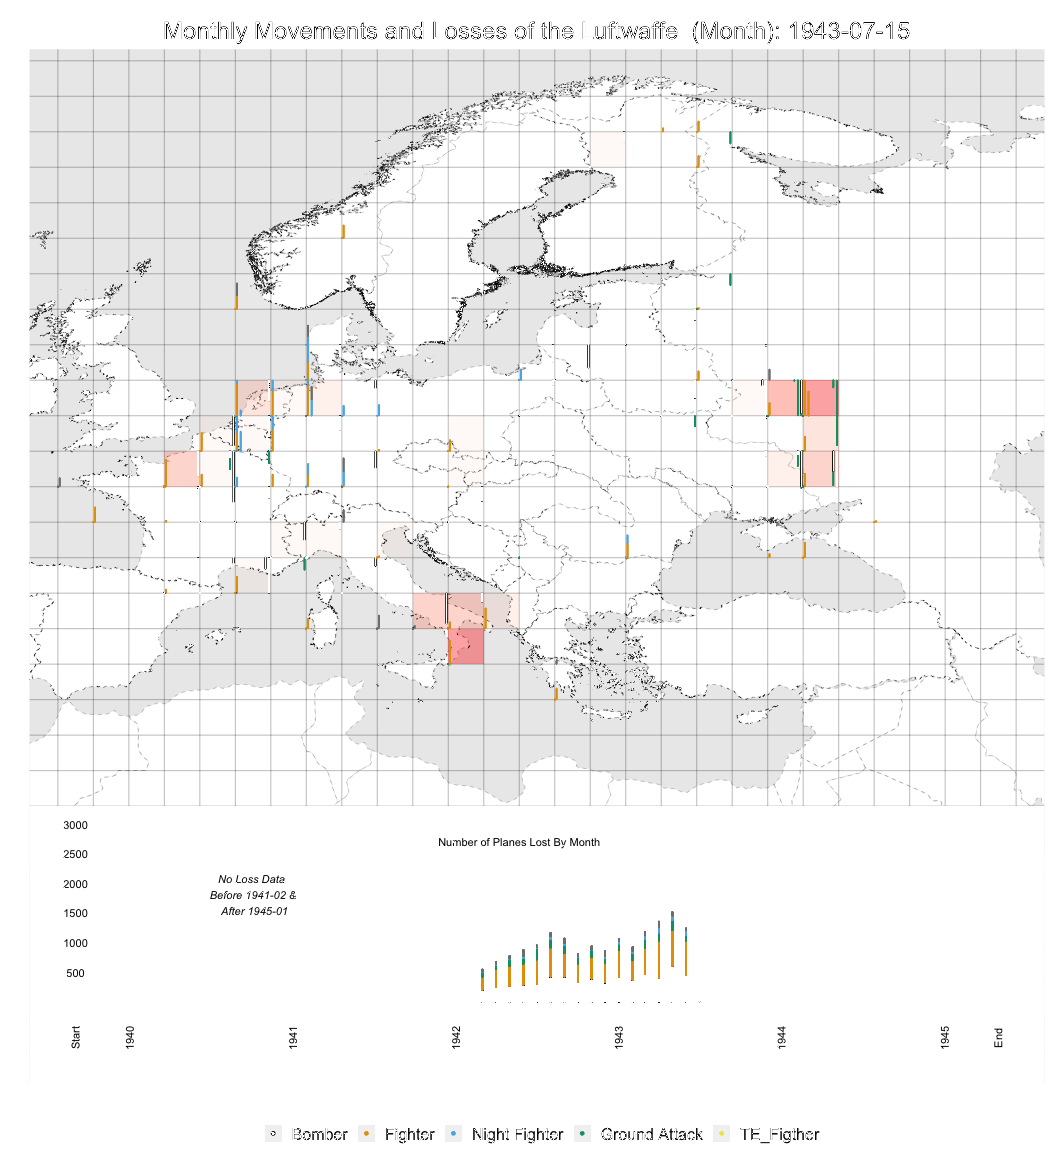 Monthly Movements and Losses of the Luftwaffe (Month): 1943-07-15
3000
Number of Planes Lost By Month
2500
2000
No Loss Data
Before 1941-02 &
After 1945-01
1500
1000
500
Start
1940
1941
1942
1943
1944
1945
End
Bomber
Fighter
Night Fighter
Ground Attack
TE_Figther